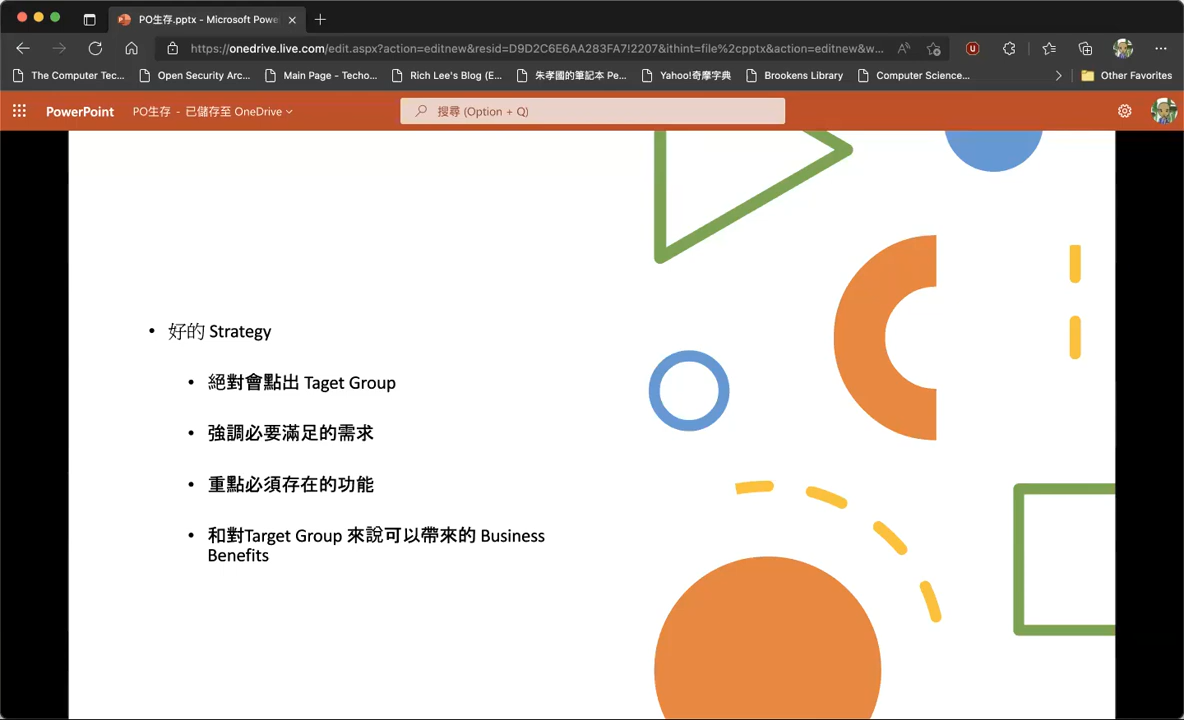 PO生存.pptx - Microsoft Powe
https://onedrive.live.com/edit.aspx?action=editnew&resid=D9D2C6E6AA283FA7!2207&ithint=file%2cpptx&action=editnew&w...
The Computer Tec...
Open Security Arc...
Main Page - Techo...
Rich Lee's Blog (E...
朱孝國的筆記本 Pe...
Yahoo!奇摩字典
Brookens Library
Computer Science...
Other Favorites
PowerPoint
PO生存 - 已儲存至 OneDrive
搜尋 (Option + Q)
• 好的 Strategy
• 絕對會點出 Taget Group
• 強調必要滿足的需求
• 重點必須存在的功能
• 和對Target Group 來說可以帶來的 Business
Benefits